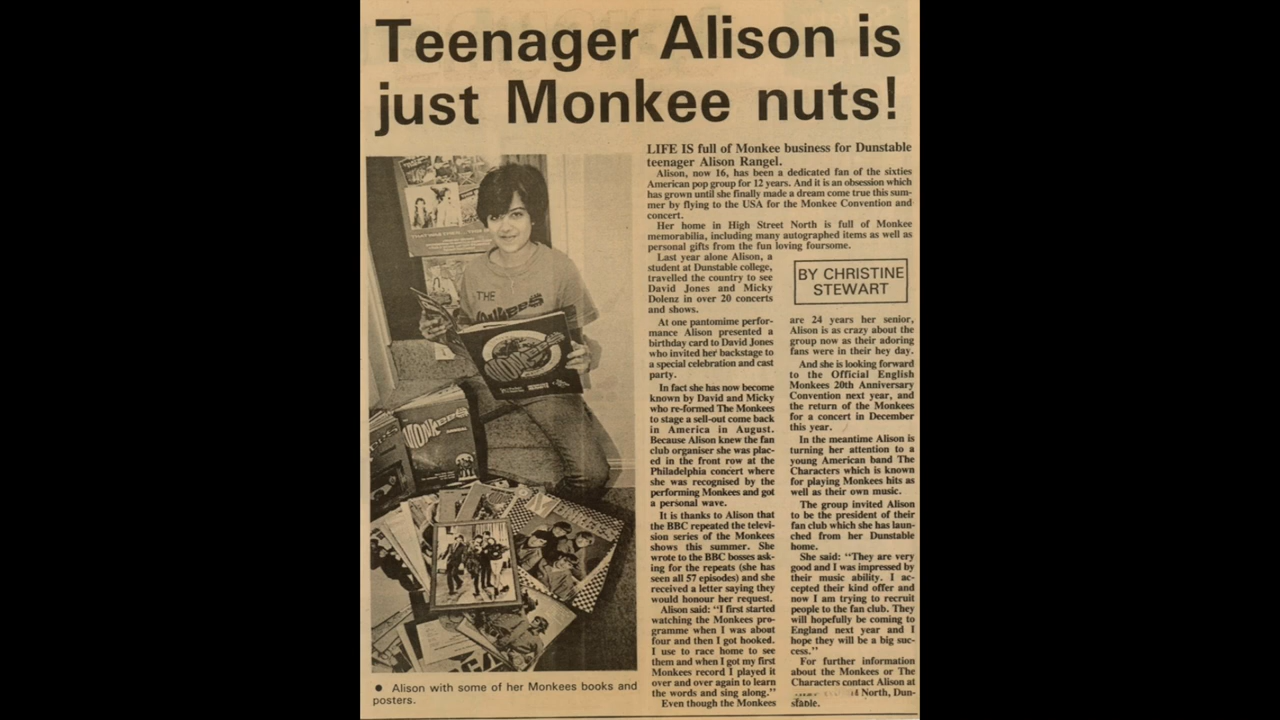 Teenager Alison is
just Monkee nuts!
LIFE IS full of Monkee business for Dunstable
teenager Alison Rangel.
Alison, now 16, has been a dedicated fan of the sixties
American pop group for 12 years. And it is an obsession which
has grown until she finally made a dream come true this sum-
mer by flying to the USA for the Monkee Convention and
concert.
Her home in High Street North is full of Monkee
memorabilia, including many autographed items as well as
personal gifts from the fun loving foursome.
Last year alone Alison, a
student at Dunstable college,
travelled the country to see
David Jones and Micky
Dolenz in over 20 concerts
and shows.
At one pantomime perfor-
mance Alison presented a
birthday card to David Jones
who invited her backstage to
a special celebration and cast
party.
In fact she has now become
known by David and Micky
who re-formed The Monkees
to stage a sell-out come back
in America in August.
Because Alison knew the fan
club organiser she was plac-
ed in the front row at the
Philadelphia concert where
she was recognised by the
performing Monkees and got
a personal wave.
It is thanks to Alison that
the BBC repeated the televi-
sion series of the Monkees
shows this summer. She
wrote to the BBC bosses ask-
ing for the repeats (she has
seen all 57 episodes) and she
received a letter saying they
would honour her request.
Alison said: "I first started
watching the Monkees pro-
gramme when I was about
four and then I got hooked.
I use to race home to see
them and when I got my first
Monkees record I played it
over and over again to learn
the words and sing along."
Even though the Monkees
BY CHRISTINE
STEWART
are 24 years her senior,
Alison is as crazy about the
group now as their adoring
fans were in their hey day.
And she is looking forward
to the Official English
Monkees 20th Anniversary
Convention next year, and
the return of the Monkees
for a concert in December
this year.
In the meantime Alison is
turning her attention to a
young American band The
Characters which is known
for playing Monkees hits as
well as their own music.
The group invited Alison
to be the president of their
fan club which she has laun-
ched from her Dunstable
home.
She said: "They are very
good and I was impressed by
their music ability. I ac-
cepted their kind offer and
now I am trying to recruit
people to the fan club. They
will hopefully be coming to
England next year and I
hope they will be a big suc-
cess."
For further information
about the Monkees or The
Characters contact Alison at
North, Dun-
stable.
THE
MONKEES
MONKEES
MONKEES
● Alison with some of her Monkees books and
posters.